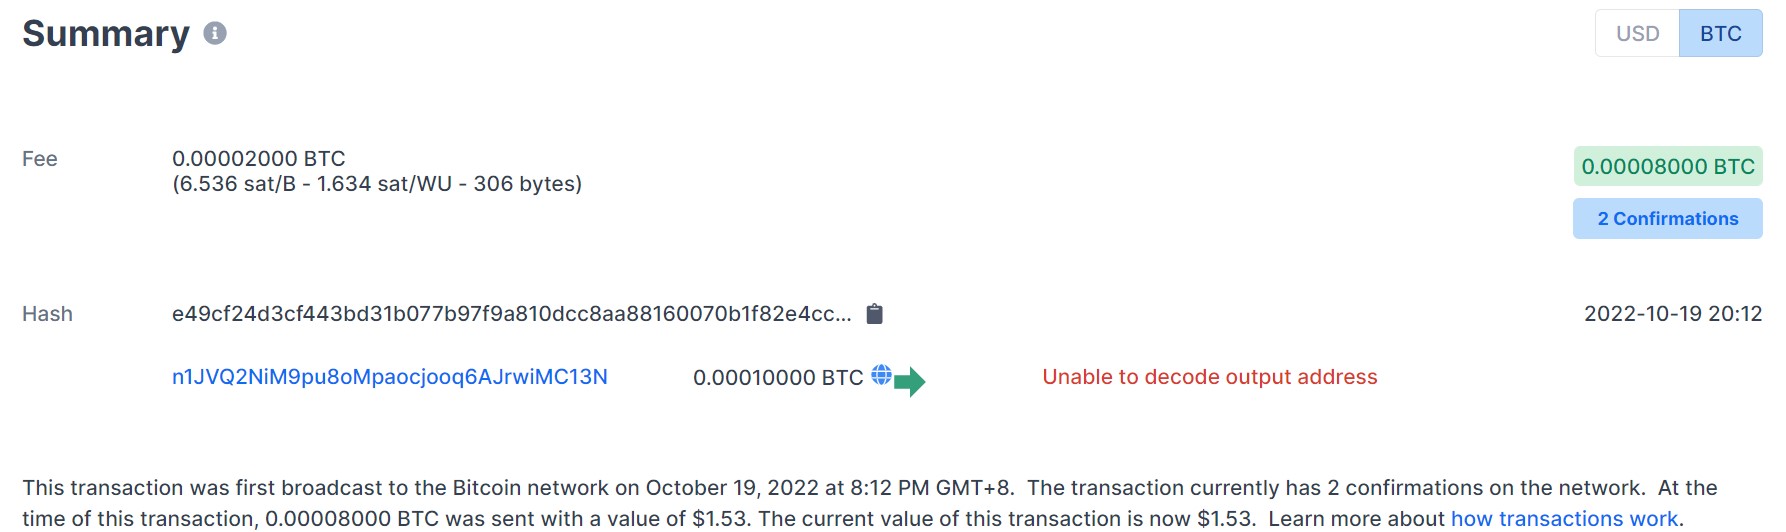 Summary
USD BTC
Fee 0.00002000 BTC 0.00008000 BTC
(6.536 sat/B - 1.634 sat/WU - 306 bytes)
2 Confirmations
Hash e49cf24d3cf443bd31b077b97f9a810dcc8aa88160070b1f82e4cc... 2022-10-19 20:12
n1JVQ2NiM9pu8oMpaocjooq6AJrwiMC13N 0.00010000 BTC Unable to decode output address
This transaction was first broadcast to the Bitcoin network on October 19, 2022 at 8:12 PM GMT+8. The transaction currently has 2 confirmations on the network. At the
time of this transaction, 0.00008000 BTC was sent with a value of $1.53. The current value of this transaction is now $1.53. Learn more about how transactions work.